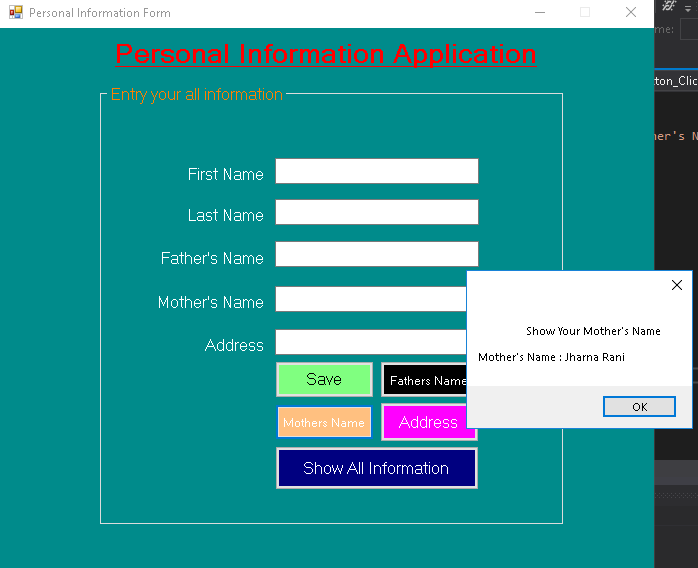 Personal Information Form
me:
Personal Information Application
ton_Clic
Entry your all information
her's N
First Name
Last Name
Father's Name
Mother's Name
Address
Show Your Mother's Name
Mother's Name : Jharna Rani
OK
Save
Fathers Name
Mothers Name
Address
Show All Information